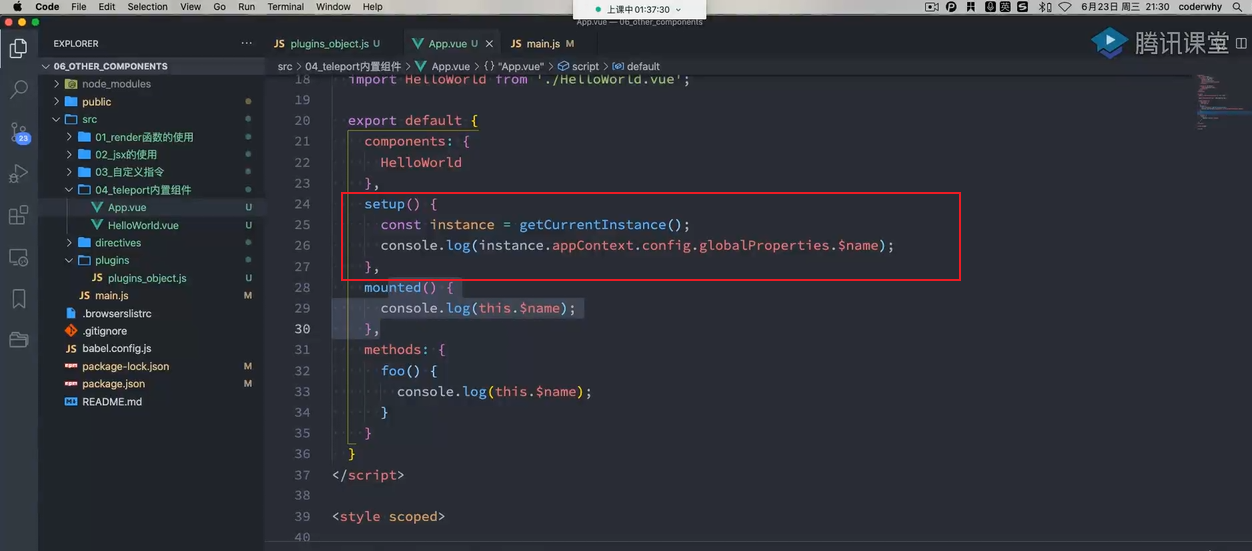 Code File Edit Selection View Go Run Terminal Window Help
上课中 01:37:30
6月23日 周三 21:30 coderwhy
App.vue — 06_other_components
腾讯课堂
EXPLORER
06_OTHER_COMPONENTS
node_modules
public
src
01_render函数的使用
02_jsx的使用
03_自定义指令
04_teleport内置组件
App.vue U
HelloWorld.vue U
directives
plugins
JS plugins_object.js U
JS main.js M
.browserslistrc
.gitignore
JS babel.config.js
package-lock.json M
package.json M
README.md
23
JS plugins_object.js U
App.vue U
JS main.js M
src > 04_teleport内置组件 > App.vue > {} "App.vue" > script > default
18 import HelloWorld from './HelloWorld.vue';
19
20 export default {
21 components: {
22 HelloWorld
23 },
24 setup() {
25 const instance = getCurrentInstance();
26 console.log(instance.appContext.config.globalProperties.$name);
27 },
28 mounted() {
29 console.log(this.$name);
30 },
31 methods: {
32 foo() {
33 console.log(this.$name);
34 }
35 }
36 }
37 </script>
38
39 <style scoped>
40